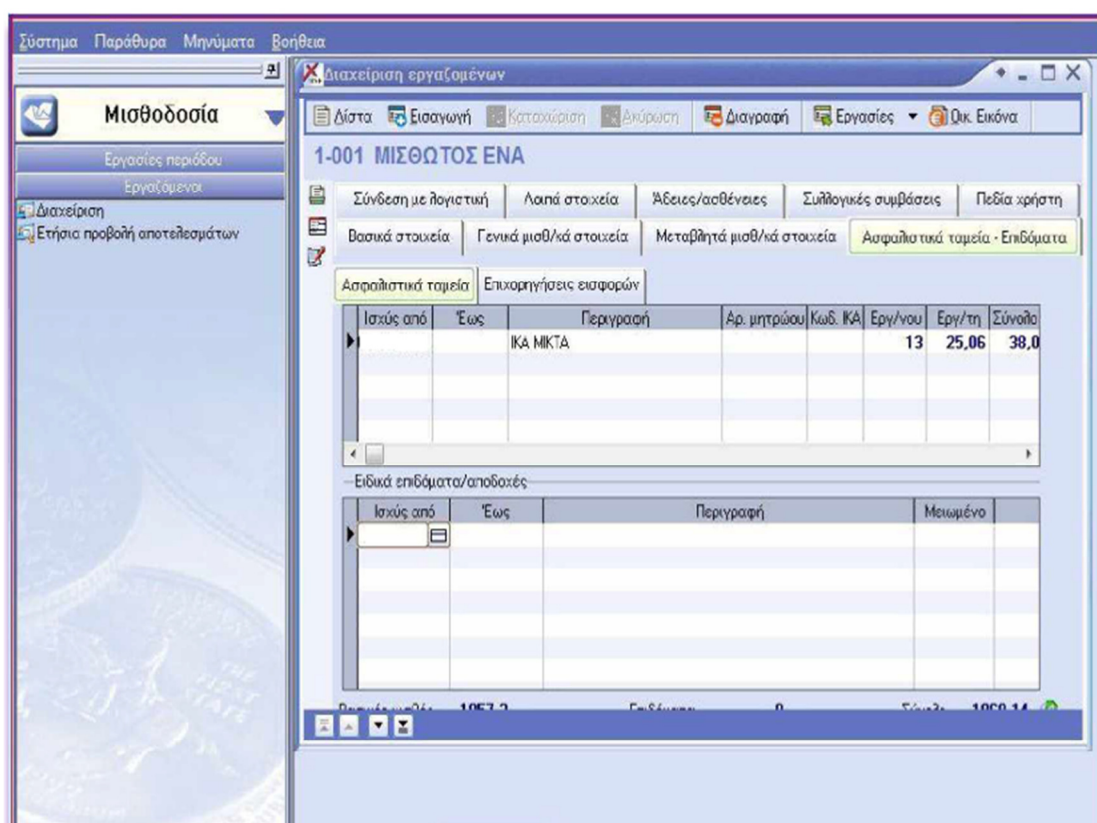 Σύστημα Παράθυρα Μηνύματα Βοήθεια
Μισθοδοσία
Εργασίες περιόδου
Εργαζόμενοι
Διαχείριση
Ετήσια προβολή αποτελεσμάτων
Διαχείριση εργαζομένων
Λίστα Εισαγωγή Καταχώριση Ακύρωση Διαγραφή Εργασίες Οικ. Εικόνα
1-001 ΜΙΣΘΩΤΟΣ ΕΝΑ
Σύνδεση με λογιστική Λοιπά στοιχεία Άδειες/ασθένειες Συλλογικές συμβάσεις Πεδία χρήστη
Βασικά στοιχεία Γενικά μισθ/κά στοιχεία Μεταβλητά μισθ/κά στοιχεία Ασφαλιστικά ταμεία - Επιδόματα
Ασφαλιστικά ταμεία Επιχορηγήσεις εισφορών
Ισχύς από Έως Περιγραφή Αρ. μητρώου Κωδ. ΙΚΑ Εργ/νου Εργ/τη Σύνολο
ΙΚΑ ΜΙΚΤΑ 13 25,06 38,0
Ειδικά επιδόματα/αποδοχές
Ισχύς από Έως Περιγραφή Μειωμένο